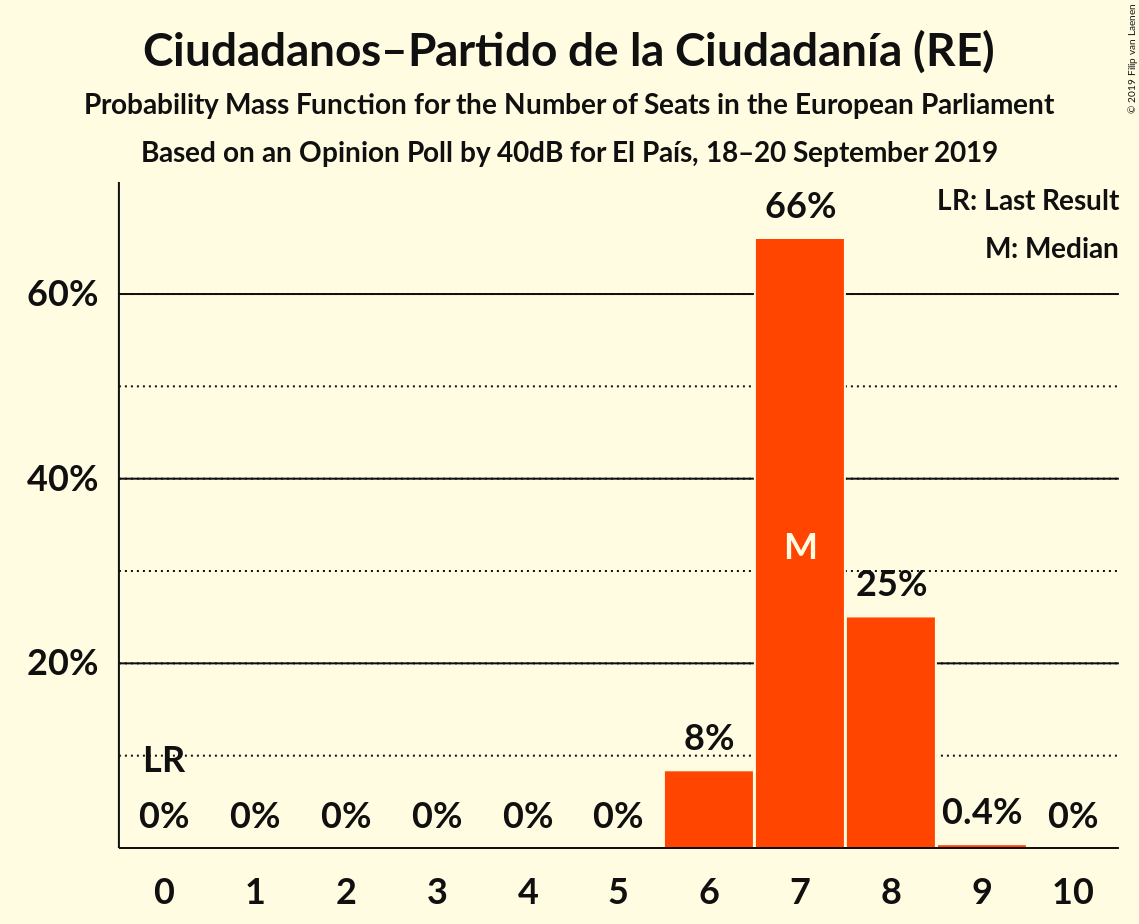 Ciudadanos–Partido de la Ciudadanía (RE)
Probability Mass Function for the Number of Seats in the European Parliament
Based on an Opinion Poll by 40dB for El País, 18–20 September 2019
© 2019 Filip van Laenen
LR: Last Result
M: Median
60%
40%
20%
LR
0%
0%
0%
0%
0%
0%
8%
66%
M
25%
0.4%
0%
0 1 2 3 4 5 6 7 8 9 10